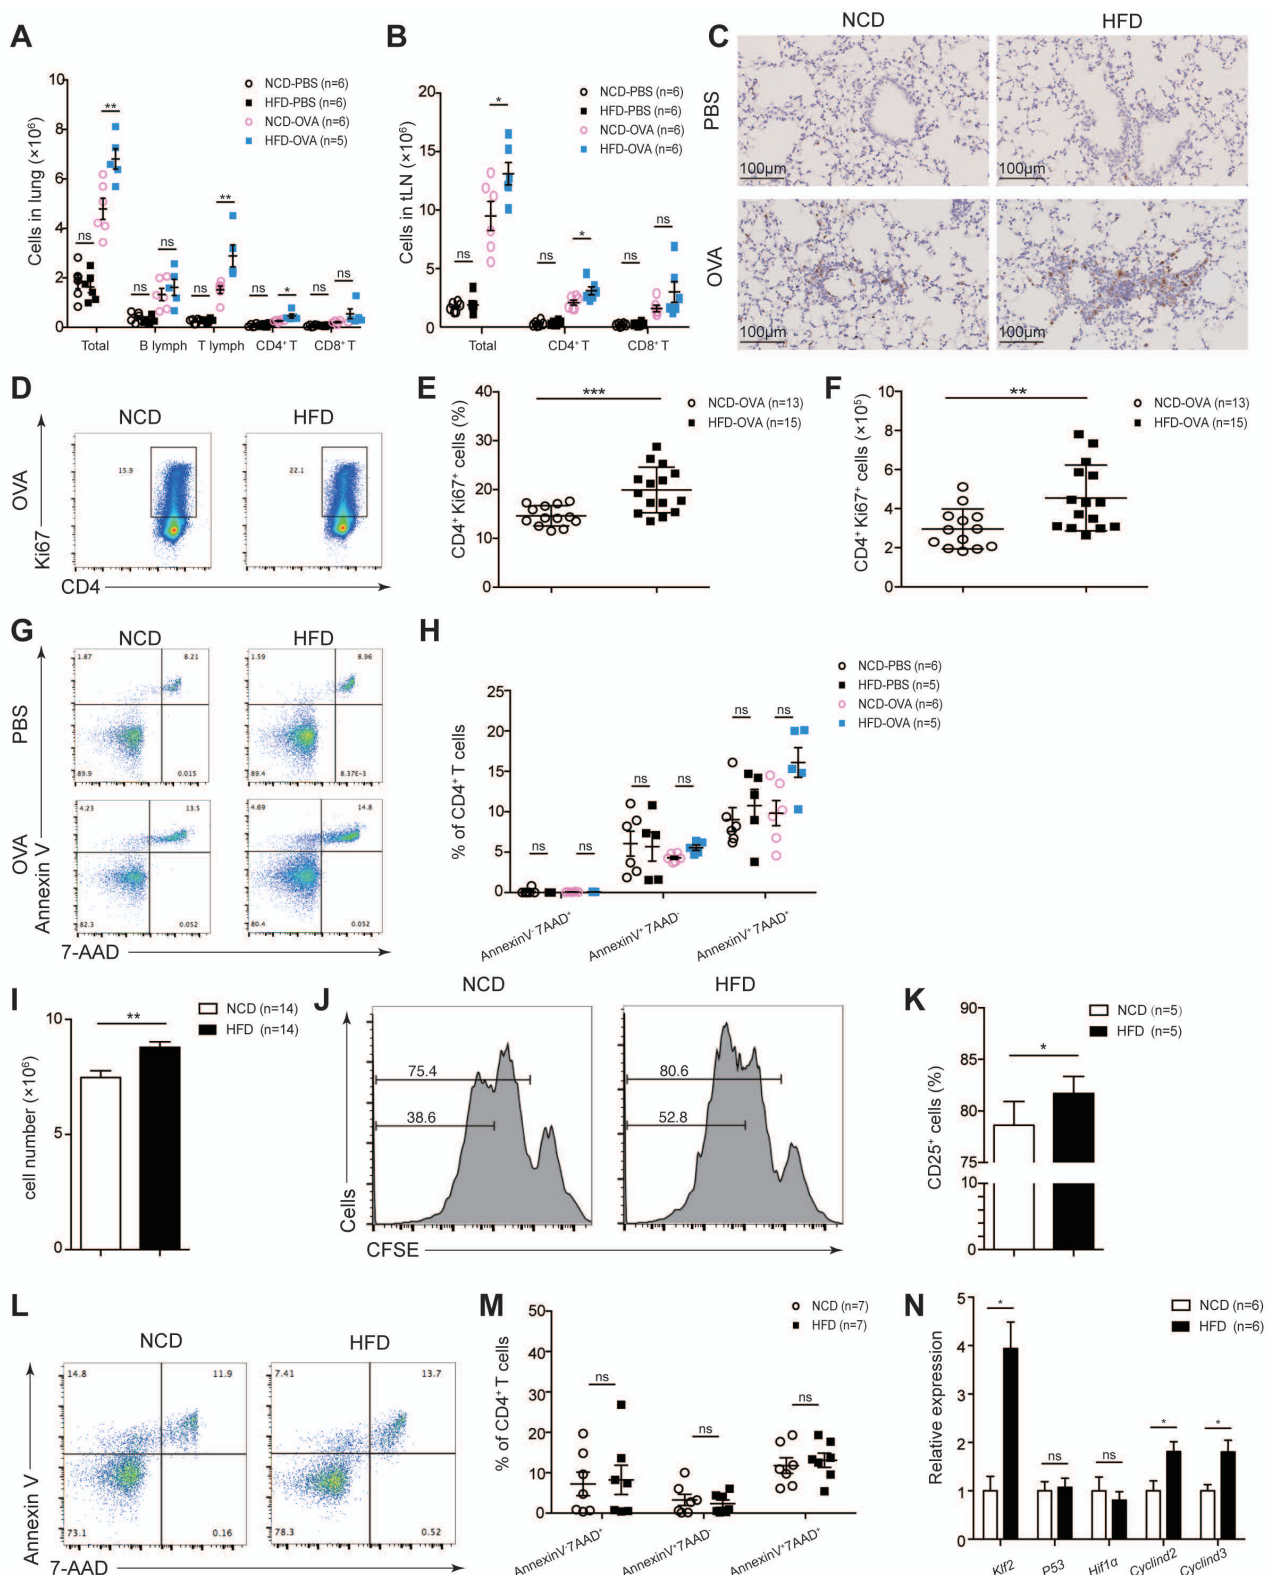 A
Cells in lung (×10⁶)
10
8
6
4
2
0
ns
**
ns
ns
ns
**
ns
*
ns
ns
Total
B lymph
T lymph
CD4⁺ T
CD8⁺ T
NCD-PBS (n=6)
HFD-PBS (n=6)
NCD-OVA (n=6)
HFD-OVA (n=5)
B
Cells in tLN (×10⁶)
20
15
10
5
0
ns
*
ns
*
ns
ns
Total
CD4⁺ T
CD8⁺ T
NCD-PBS (n=6)
HFD-PBS (n=6)
NCD-OVA (n=6)
HFD-OVA (n=6)
C
NCD
HFD
PBS
100μm
100μm
OVA
100μm
100μm
D
NCD
HFD
OVA
Ki67
15.9
22.1
CD4
E
CD4⁺ Ki67⁺ cells (%)
40
30
20
10
0
***
NCD-OVA (n=13)
HFD-OVA (n=15)
F
CD4⁺ Ki67⁺ cells (×10⁵)
10
8
6
4
2
0
**
NCD-OVA (n=13)
HFD-OVA (n=15)
G
NCD
HFD
PBS
1.87
8.21
89.9
0.015
1.59
8.96
89.4
8.37E-3
OVA
Annexin V
4.23
13.5
82.3
0.052
4.69
14.8
80.4
0.052
7-AAD
H
% of CD4⁺ T cells
25
20
15
10
5
0
ns
ns
ns
ns
ns
ns
AnnexinV⁻7AAD⁺
AnnexinV⁺7AAD⁻
AnnexinV⁺7AAD⁺
NCD-PBS (n=6)
HFD-PBS (n=5)
NCD-OVA (n=6)
HFD-OVA (n=5)
I
cell number (×10⁶)
10
5
0
**
NCD (n=14)
HFD (n=14)
J
NCD
HFD
Cells
75.4
38.6
80.6
52.8
CFSE
K
CD25⁺ cells (%)
90
85
80
75
10
0
*
NCD (n=5)
HFD (n=5)
L
NCD
HFD
Annexin V
14.8
11.9
73.1
0.16
7.41
13.7
78.3
0.52
7-AAD
M
% of CD4⁺ T cells
50
40
30
20
10
0
ns
ns
ns
AnnexinV⁻7AAD⁺
AnnexinV⁺7AAD⁻
AnnexinV⁺7AAD⁺
NCD (n=7)
HFD (n=7)
N
Relative expression
5
4
3
2
1
0
*
ns
ns
*
*
Klf2
P53
Hif1α
Cyclind2
Cyclind3
NCD (n=6)
HFD (n=6)